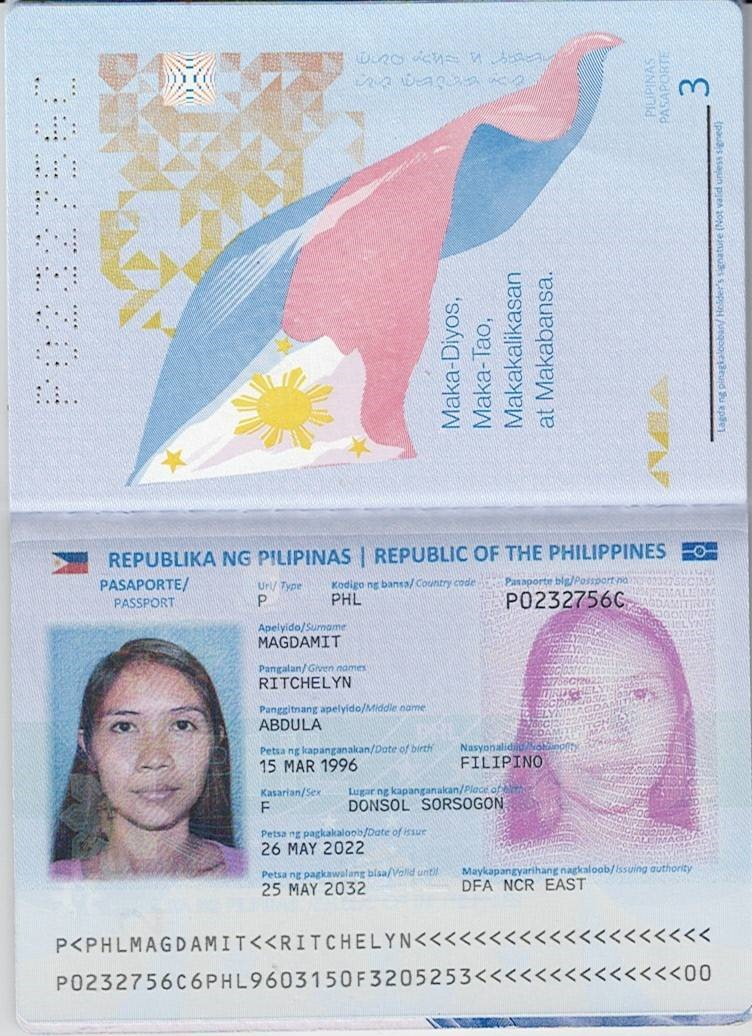 P0232756C
PILIPINAS
PASAPORTE
3
Maka-Diyos,
Maka-Tao,
Makakalikasan
at Makabansa.
Lagda ng pinagkalooban/ Holder's signature (Not valid unless signed)
REPUBLIKA NG PILIPINAS | REPUBLIC OF THE PHILIPPINES
PASAPORTE/
PASSPORT
Uri/ Type
P
Kodigo ng bansa/ Country code
PHL
Pasaporte blg/Passport no
P0232756C
Apelyido/Surname
MAGDAMIT
Pangalan/ Given names
RITCHELYN
Panggitnang apelyido/Middle name
ABDULA
Petsa ng kapanganakan/Date of birth
15 MAR 1996
Nasyonalidad/Nationality
FILIPINO
Kasarian/Sex
F
Lugar ng kapanganakan/Place of birth
DONSOL SORSOGON
Petsa ng pagkakaloob/Date of issue
26 MAY 2022
Petsa ng pagkawalang bisa/Valid until
25 MAY 2032
Maykapangyarihang nagkaloob/Issuing authority
DFA NCR EAST
P<PHLMAGDAMIT<<RITCHELYN<<<<<<<<<<<<<<<<<<<<
P0232756C6PHL9603150F3205253<<<<<<<<<<<<<<00